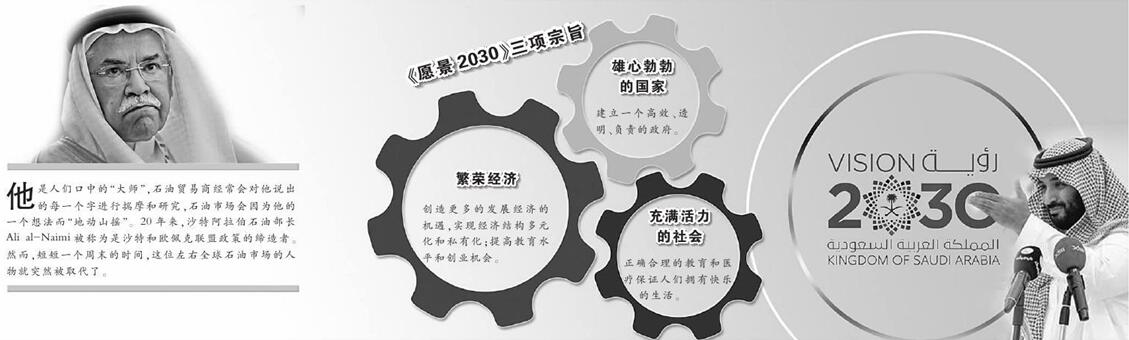 他是人们口中的“大师”,石油贸易商经常会对他说出
的每一个字进行揣摩和研究,石油市场会因为他的
一个想法而“地动山摇”。20年来,沙特阿拉伯石油部长
Ali al-Naimi 被称为是沙特和欧佩克联盟政策的缔造者。
然而,短短一个周末的时间,这位左右全球石油市场的人
物就突然被取代了。
《愿景2030》三项宗旨
雄心勃勃
的国家
建立一个高效、透
明、负责的政府。
繁荣经济
创造更多的发展经济的
机遇,实现经济结构多元
化和私有化;提高教育水
平和创业机会。
充满活力
的社会
正确合理的教育和医
疗保证人们拥有快乐
的生活。
VISION رؤية
2030
المملكة العربية السعودية
KINGDOM OF SAUDI ARABIA